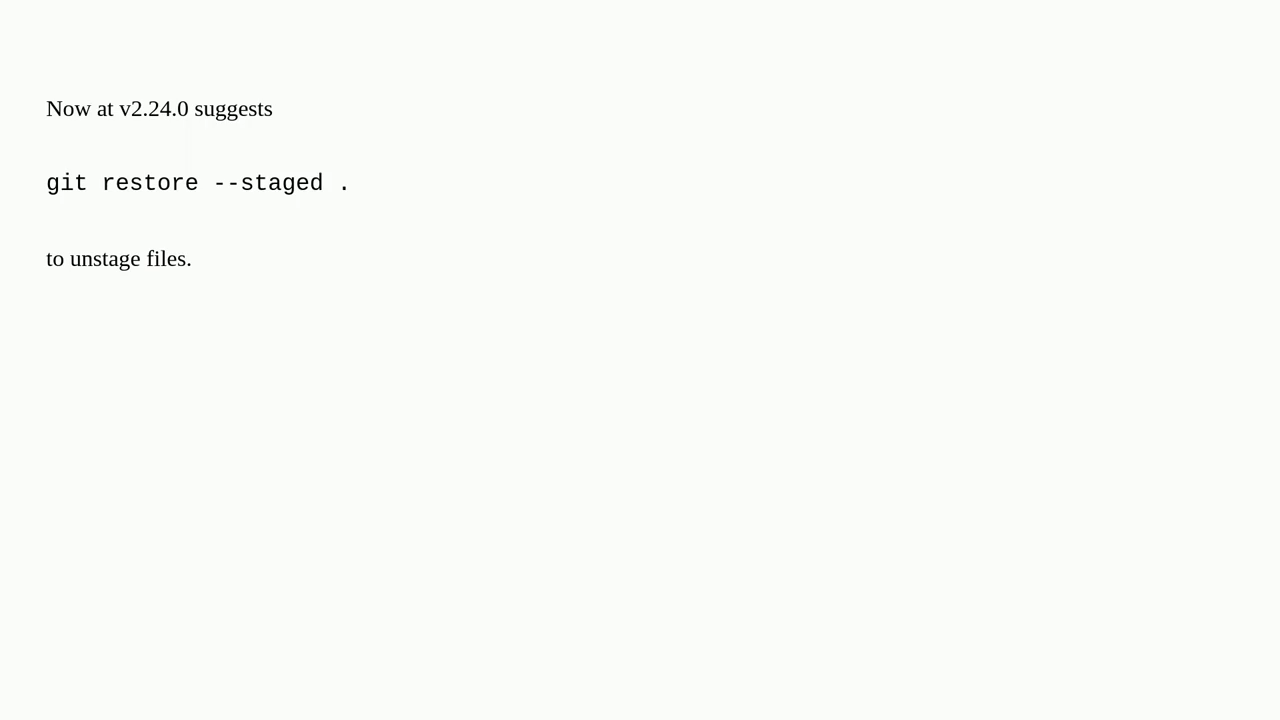 Now at v2.24.0 suggests
git restore --staged .
to unstage files.